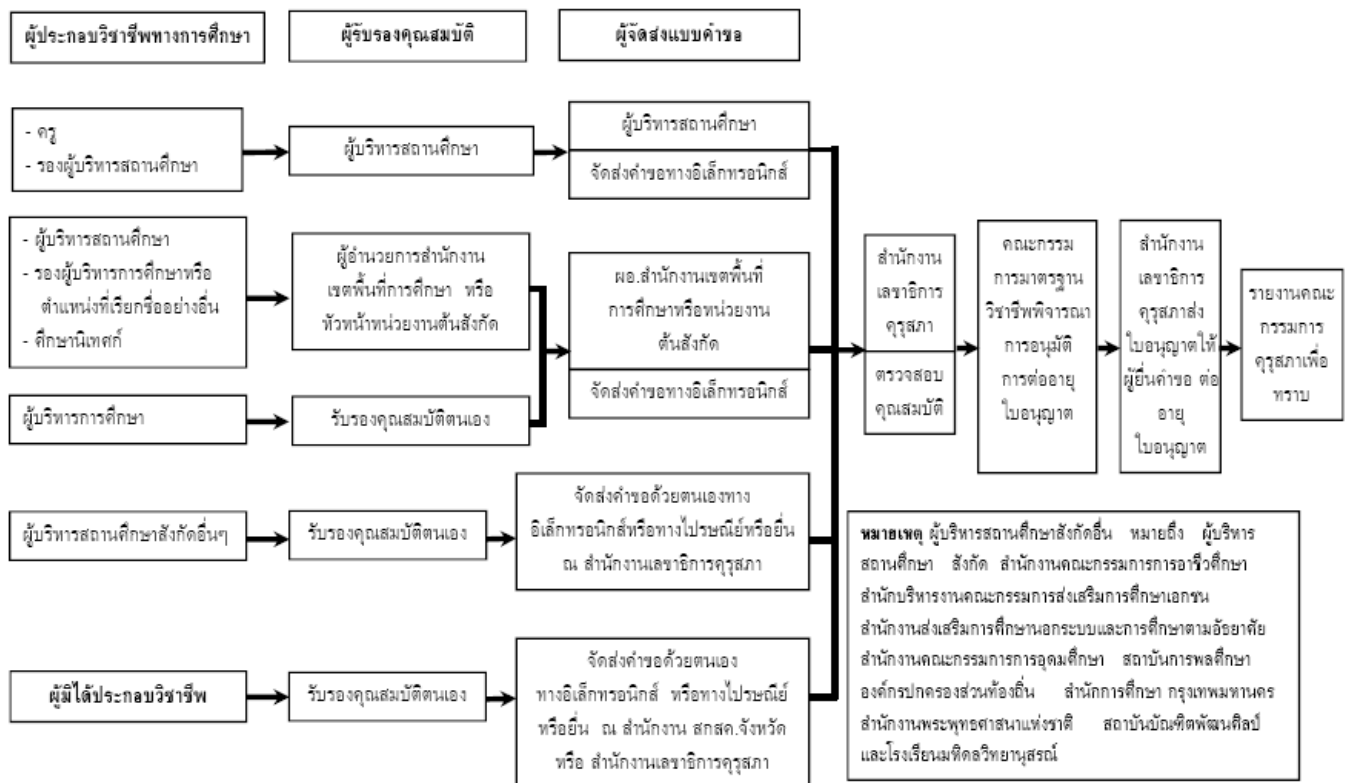 ผู้ประกอบวิชาชีพทางการศึกษา
ผู้รับรองคุณสมบัติ
ผู้จัดส่งแบบคำขอ
- ครู
- รองผู้บริหารสถานศึกษา
ผู้บริหารสถานศึกษา
ผู้บริหารสถานศึกษา
จัดส่งคำขอทางอิเล็กทรอนิกส์
- ผู้บริหารสถานศึกษา
- รองผู้บริหารการศึกษาหรือ
ตำแหน่งที่เรียกชื่ออย่างอื่น
- ศึกษานิเทศก์
ผู้อำนวยการสำนักงาน
เขตพื้นที่การศึกษา หรือ
หัวหน้าหน่วยงานต้นสังกัด
ผอ.สำนักงานเขตพื้นที่
การศึกษาหรือหน่วยงาน
ต้นสังกัด
จัดส่งคำขอทางอิเล็กทรอนิกส์
ผู้บริหารการศึกษา
รับรองคุณสมบัติตนเอง
ผู้บริหารสถานศึกษาสังกัดอื่นๆ
รับรองคุณสมบัติตนเอง
จัดส่งคำขอด้วยตนเองทาง
อิเล็กทรอนิกส์หรือทางไปรษณีย์หรือยื่น
ณ สำนักงานเลขาธิการคุรุสภา
ผู้มิได้ประกอบวิชาชีพ
รับรองคุณสมบัติตนเอง
จัดส่งคำขอด้วยตนเอง
ทางอิเล็กทรอนิกส์ หรือทางไปรษณีย์
หรือยื่น ณ สำนักงาน สกสค.จังหวัด
หรือ สำนักงานเลขาธิการคุรุสภา
สำนักงาน
เลขาธิการ
คุรุสภา
ตรวจสอบ
คุณสมบัติ
คณะกรรม
การมาตรฐาน
วิชาชีพพิจารณา
การอนุมัติ
การต่ออายุ
ใบอนุญาต
สำนักงาน
เลขาธิการ
คุรุสภาส่ง
ใบอนุญาตให้
ผู้ยื่นคำขอ ต่อ
อายุ
ใบอนุญาต
รายงานคณะ
กรรมการ
คุรุสภาเพื่อ
ทราบ
หมายเหตุ ผู้บริหารสถานศึกษาสังกัดอื่น หมายถึง ผู้บริหาร
สถานศึกษา สังกัด สำนักงานคณะกรรมการการอาชีวศึกษา
สำนักบริหารงานคณะกรรมการส่งเสริมการศึกษาเอกชน
สำนักงานส่งเสริมการศึกษานอกระบบและการศึกษาตามอัธยาศัย
สำนักงานคณะกรรมการการอุดมศึกษา สถาบันการพลศึกษา
องค์กรปกครองส่วนท้องถิ่น สำนักการศึกษา กรุงเทพมหานคร
สำนักงานพระพุทธศาสนาแห่งชาติ สถาบันบัณฑิตพัฒนศิลป์
และโรงเรียนมหิดลวิทยานุสรณ์